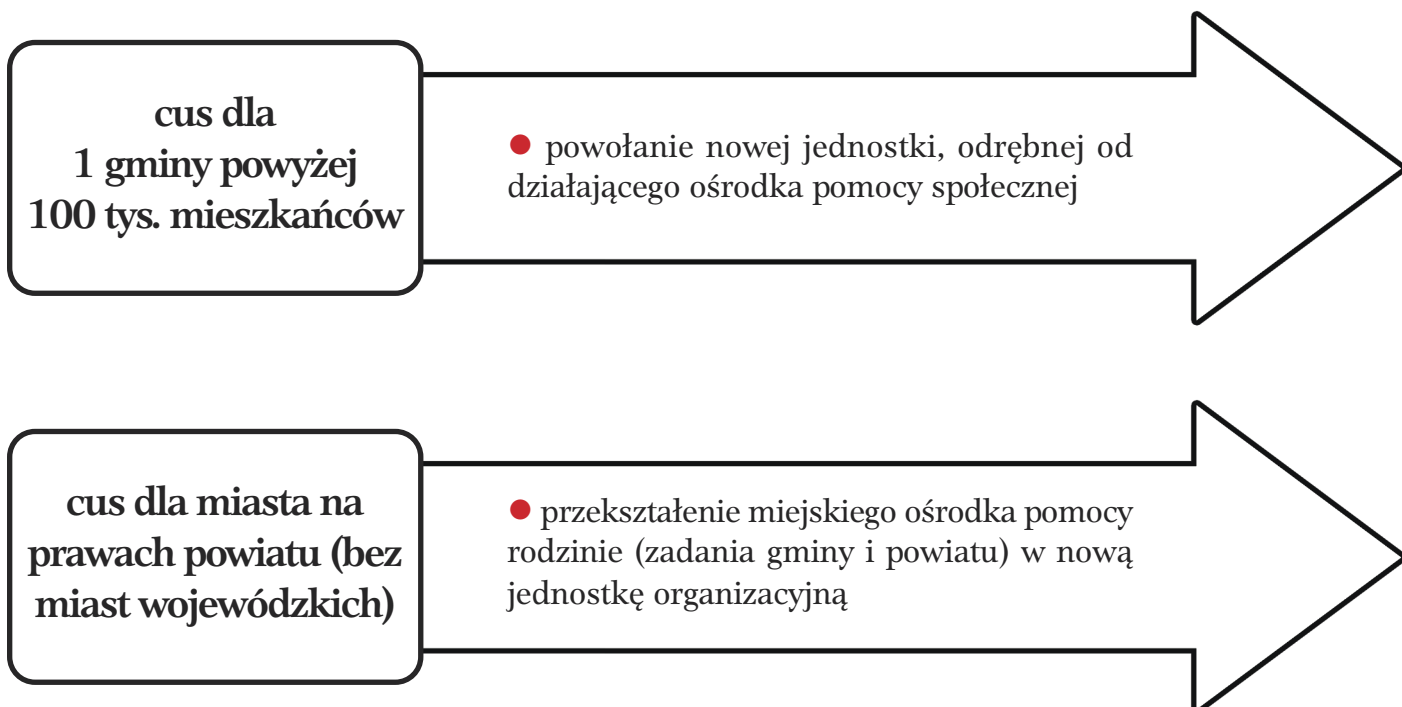 cus dla
1 gminy powyżej
100 tys. mieszkańców
● powołanie nowej jednostki, odrębnej od
działającego ośrodka pomocy społecznej
cus dla miasta na
prawach powiatu (bez
miast wojewódzkich)
● przekształenie miejskiego ośrodka pomocy
rodzinie (zadania gminy i powiatu) w nową
jednostkę organizacyjną